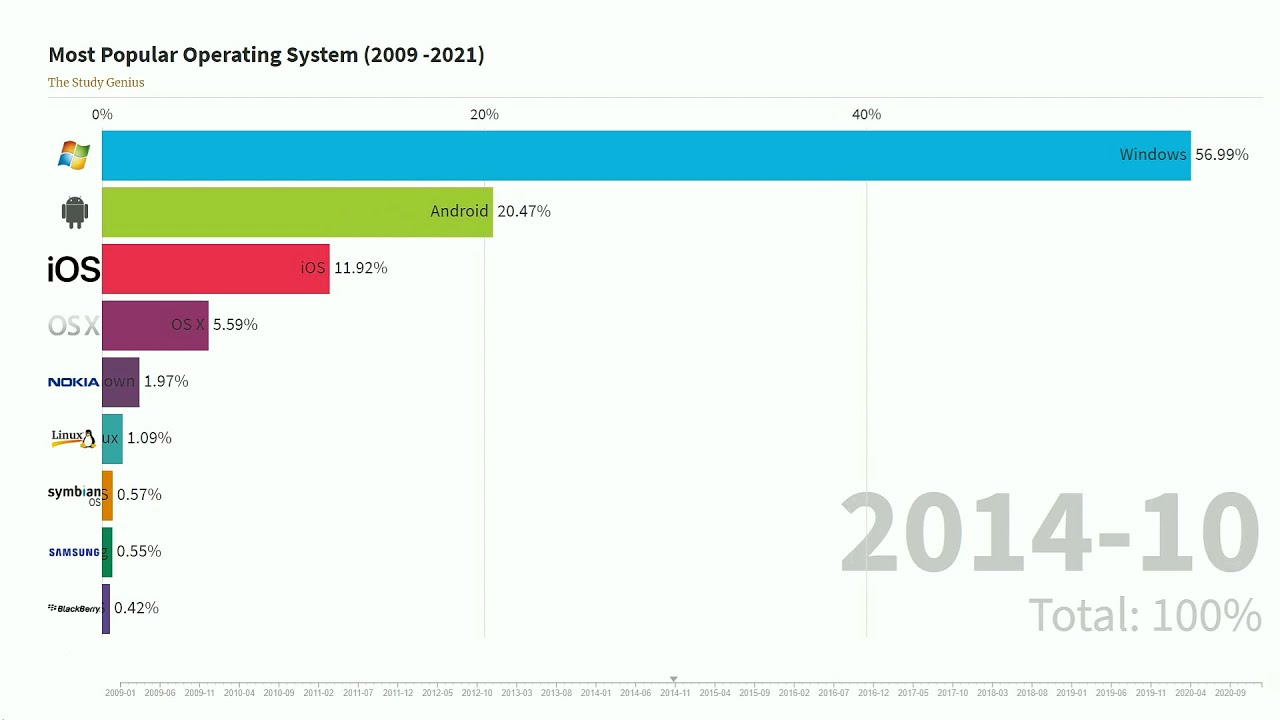 Most Popular Operating System (2009 -2021)
The Study Genius
0% 20% 40%
Windows 56.99%
Android 20.47%
iOS iOS 11.92%
OS X OS X 5.59%
NOKIA own 1.97%
Linux ux 1.09%
symbian OS S 0.57%
SAMSUNG g 0.55%
BlackBerry 0.42%
2014-10
Total: 100%
2009-01 2009-06 2009-11 2010-04 2010-09 2011-02 2011-07 2011-12 2012-05 2012-10 2013-03 2013-08 2014-01 2014-06 2014-11 2015-04 2015-09 2016-02 2016-07 2016-12 2017-05 2017-10 2018-03 2018-08 2019-01 2019-06 2019-11 2020-04 2020-09